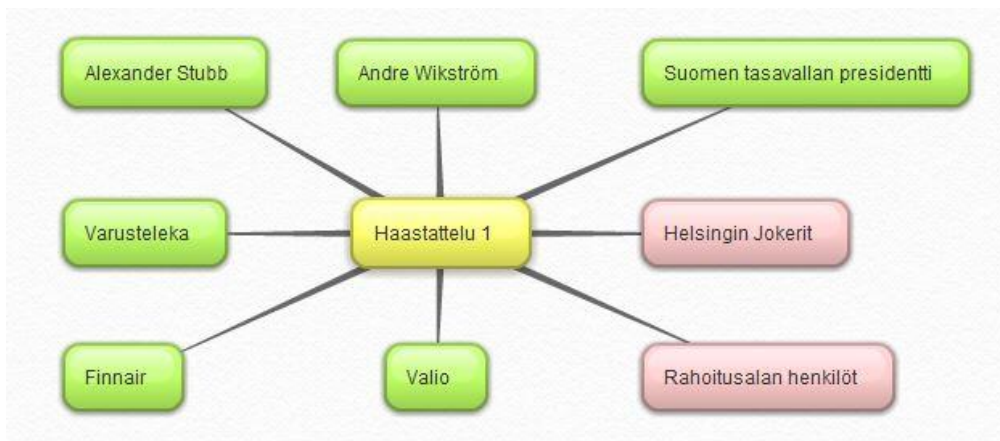 Alexander Stubb
Andre Wikström
Suomen tasavallan presidentti
Varusteleka
Haastattelu 1
Helsingin Jokerit
Finnair
Valio
Rahoitusalan henkilöt